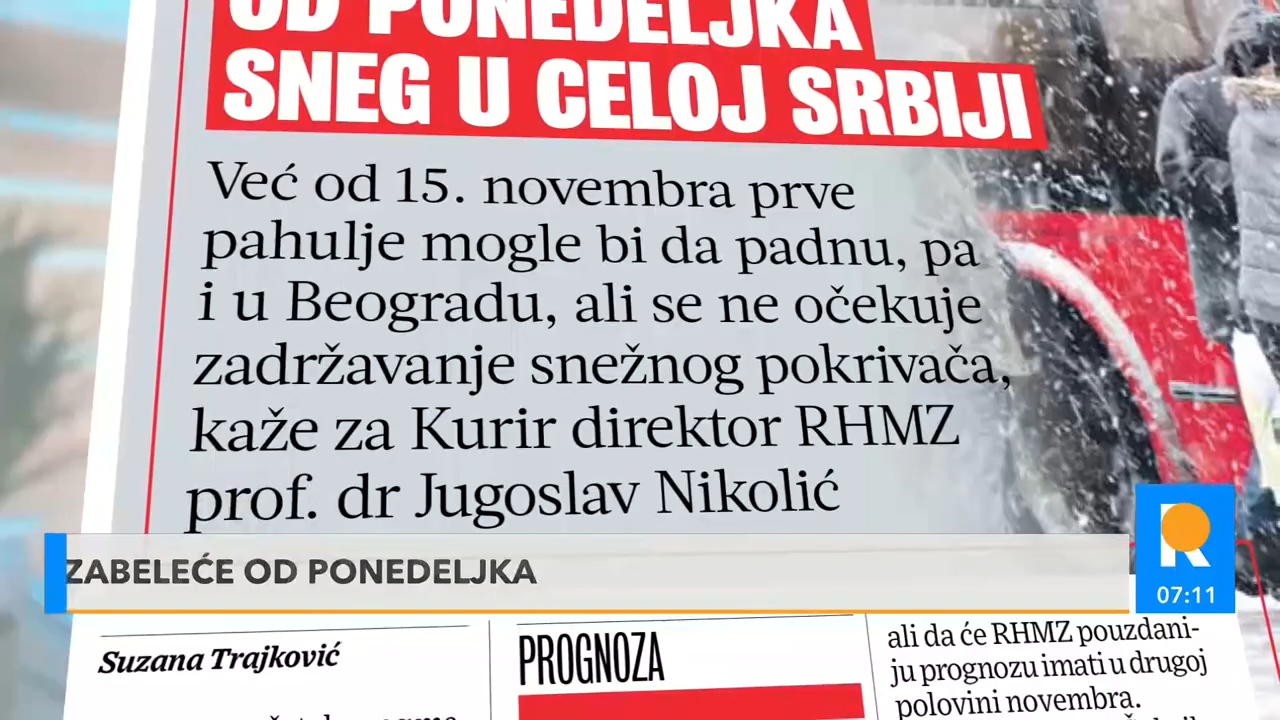 OD PONEDELJKA
SNEG U CELOJ SRBIJI
Već od 15. novembra prve
pahulje mogle bi da padnu, pa
i u Beogradu, ali se ne očekuje
zadržavanje snežnog pokrivača,
kaže za Kurir direktor RHMZ
prof. dr Jugoslav Nikolić
ZABELEĆE OD PONEDELJKA
R
07:11
Suzana Trajković
PROGNOZA
ali da će RHMZ pouzdani-
ju prognozu imati u drugoj
polovini novembra.